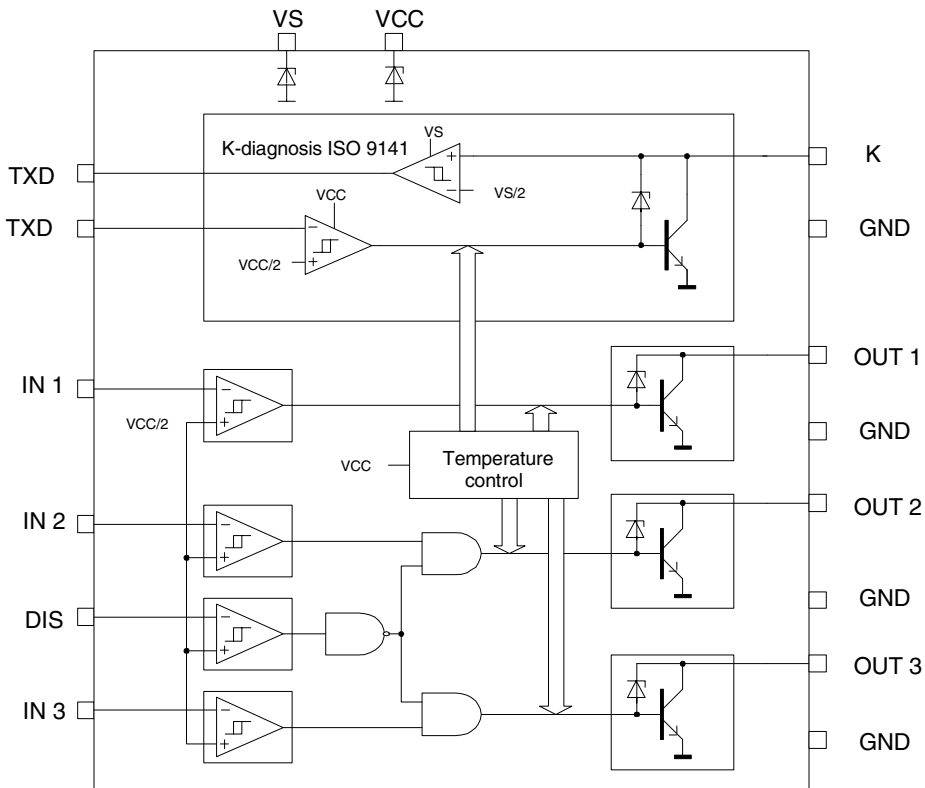 VS
VCC
K-diagnosis ISO 9141
VS
+
−
VS/2
K
TXD
TXD
VCC
−
VCC/2
+
GND
IN 1
−
VCC/2
+
OUT 1
GND
VCC
Temperature
control
IN 2
−
+
OUT 2
GND
DIS
−
+
IN 3
−
+
OUT 3
GND